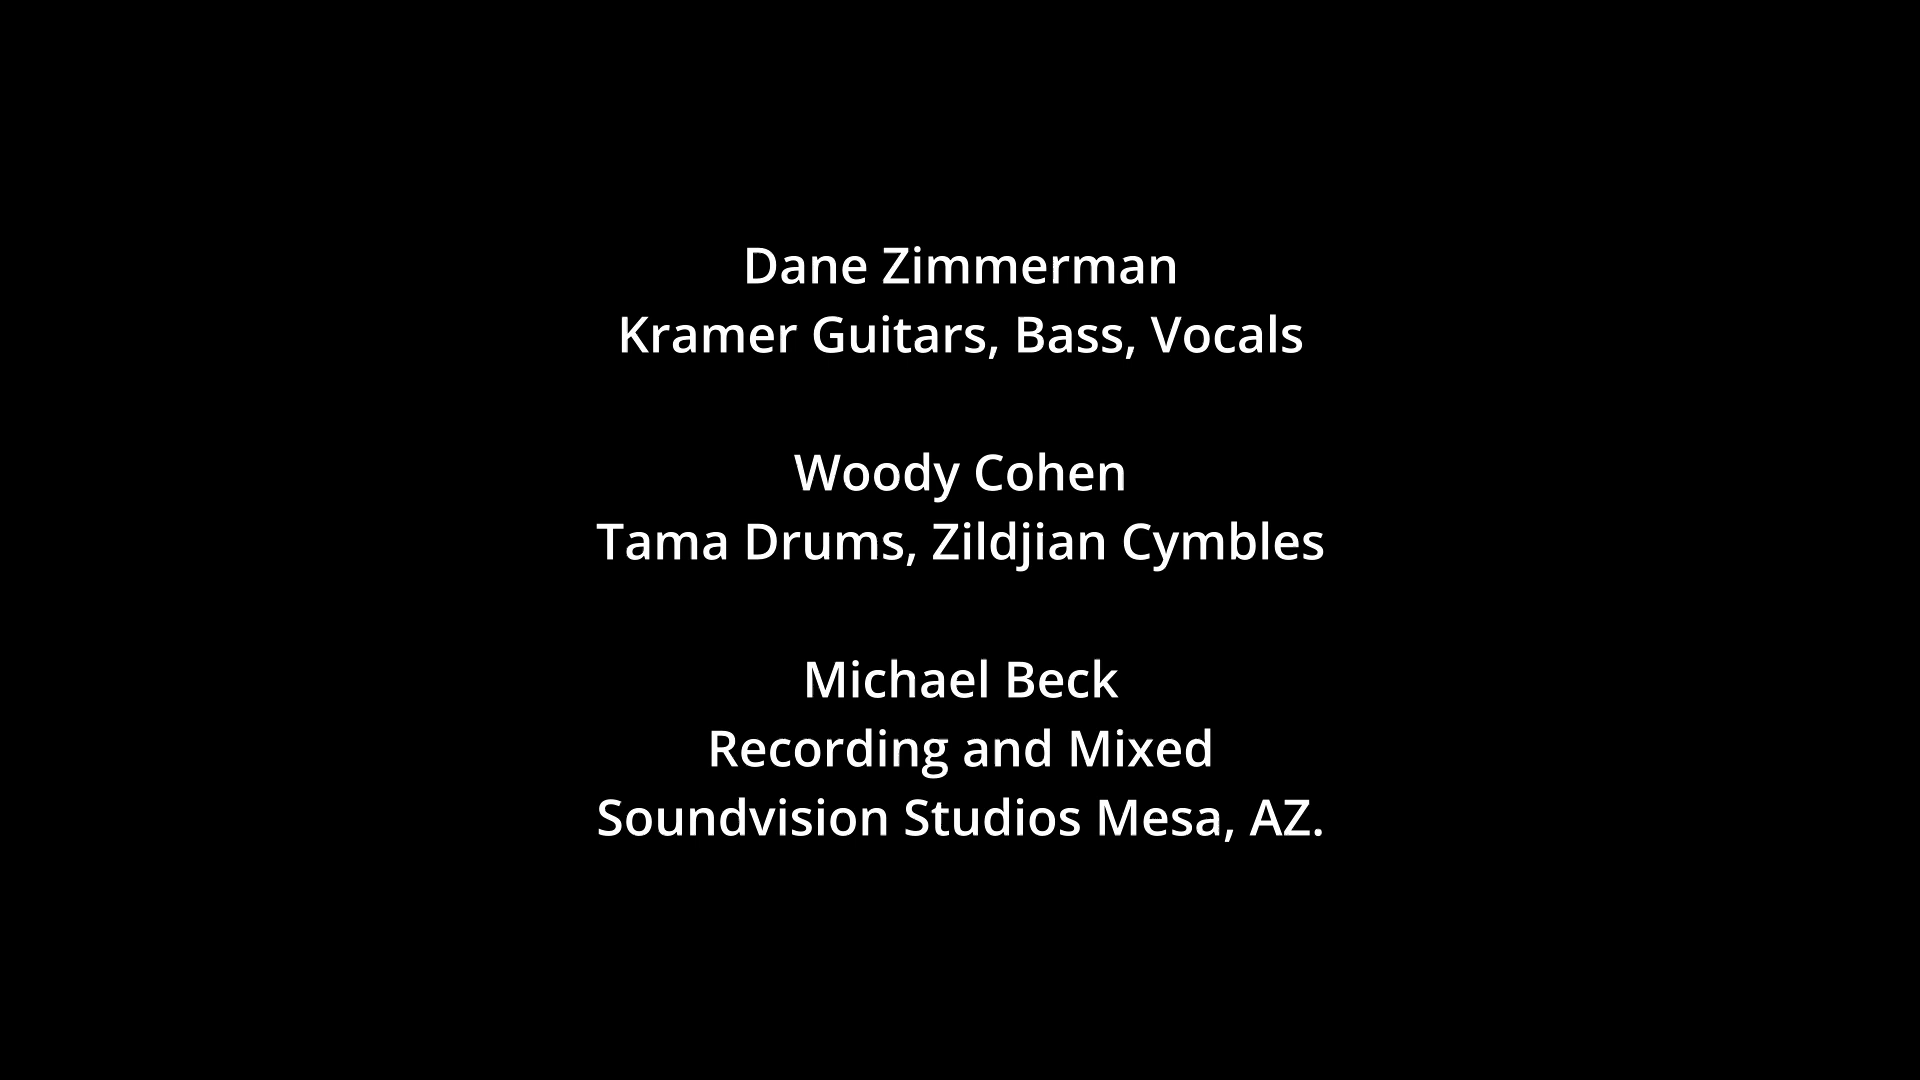 Dane Zimmerman
Kramer Guitars, Bass, Vocals
Woody Cohen
Tama Drums, Zildjian Cymbles
Michael Beck
Recording and Mixed
Soundvision Studios Mesa, AZ.